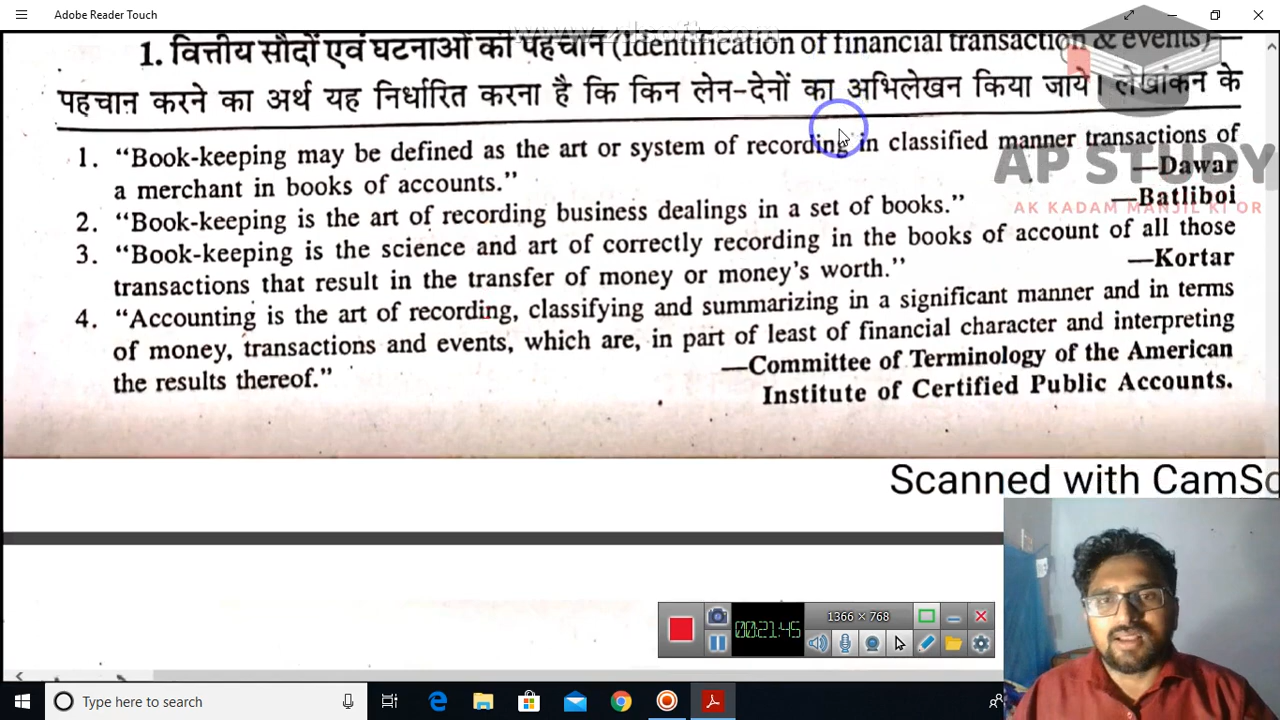 Adobe Reader Touch
1. वित्तीय सौदों एवं घटनाओं की पहचान (Identification of financial transaction & events)—
पहचान करने का अर्थ यह निर्धारित करना है कि किन लेन-देनों का अभिलेखन किया जाये। लेखांकन के
1. “Book-keeping may be defined as the art or system of recording in classified manner transactions of
a merchant in books of accounts.” —Dawar
2. “Book-keeping is the art of recording business dealings in a set of books.” —Batliboi
3. “Book-keeping is the science and art of correctly recording in the books of account of all those
transactions that result in the transfer of money or money's worth.” —Kortar
4. “Accounting is the art of recording, classifying and summarizing in a significant manner and in terms
of money, transactions and events, which are, in part of least of financial character and interpreting
the results thereof.” —Committee of Terminology of the American
Institute of Certified Public Accounts.
AP STUDY
AK KADAM MANJIL KI OR
Scanned with CamSc
00:21:45
1366 × 768
Type here to search